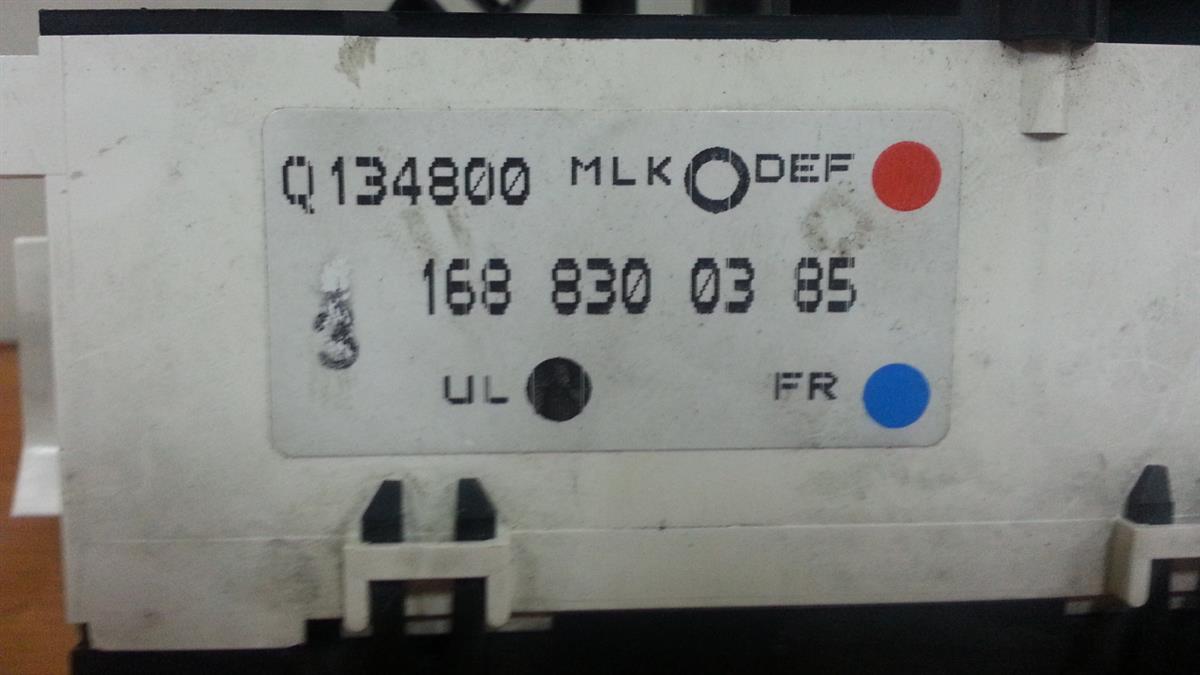 Q134800 MLK DEF
168 830 03 85
UL FR